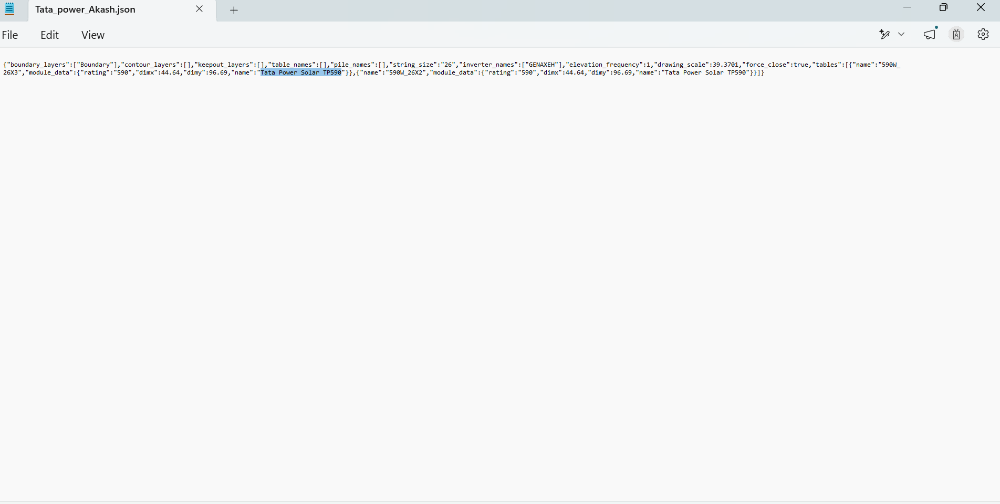 Tata_power_Akash.json
File Edit View
{"boundary_layers":["Boundary"],"contour_layers":[],"keepout_layers":[],"table_names":[],"pile_names":[],"string_size":"26","inverter_names":["GENAXEH"],"elevation_frequency":1,"drawing_scale":39.3701,"force_close":true,"tables":[{"name":"590W_
26X3","module_data":{"rating":"590","dimx":44.64,"dimy":96.69,"name":"Tata Power Solar TP590"}},{"name":"590W_26X2","module_data":{"rating":"590","dimx":44.64,"dimy":96.69,"name":"Tata Power Solar TP590"}}]}